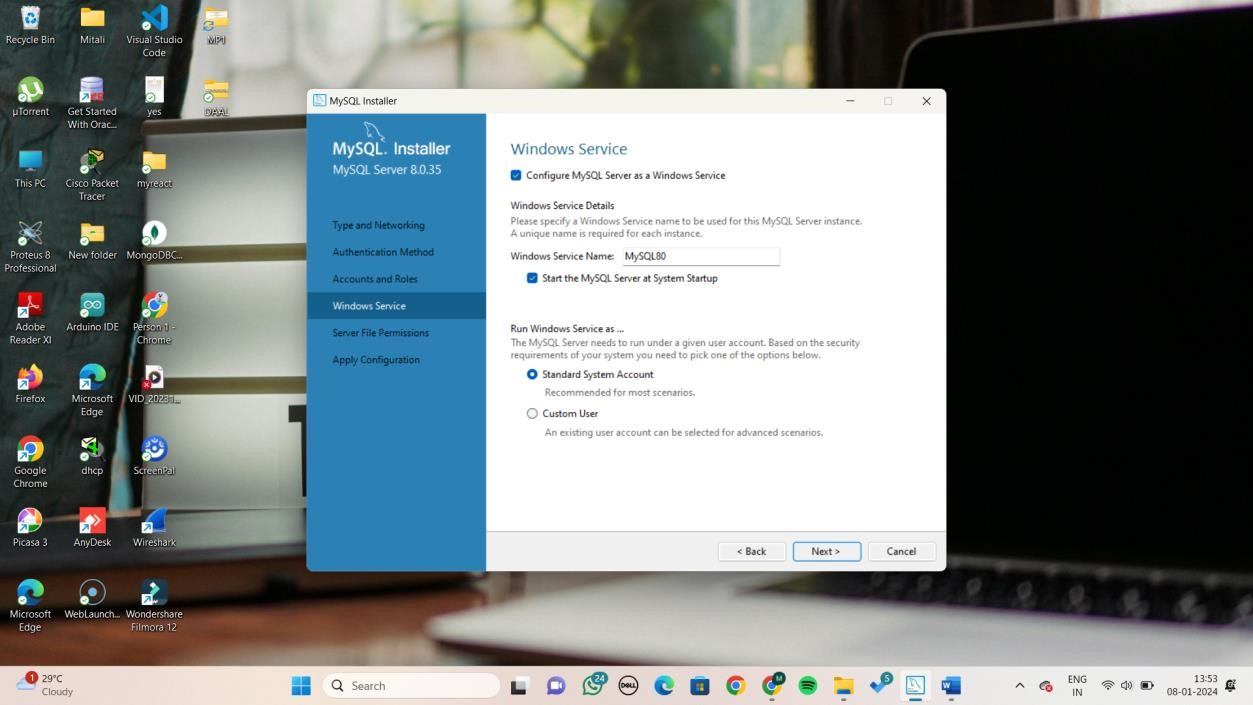 Recycle Bin
Mitali
Visual Studio
Code
MP1
µTorrent
Get Started
With Orac...
yes
DAAL
This PC
Cisco Packet
Tracer
myreact
Proteus 8
Professional
New folder
MongoDBC...
Adobe
Reader XI
Arduino IDE
Person 1 -
Chrome
Firefox
Microsoft
Edge
VID_20231...
Google
Chrome
dhcp
ScreenPal
Picasa 3
AnyDesk
Wireshark
Microsoft
Edge
WebLaunch...
Wondershare
Filmora 12
MySQL Installer
MySQL. Installer
MySQL Server 8.0.35
Type and Networking
Authentication Method
Accounts and Roles
Windows Service
Server File Permissions
Apply Configuration
Windows Service
Configure MySQL Server as a Windows Service
Windows Service Details
Please specify a Windows Service name to be used for this MySQL Server instance.
A unique name is required for each instance.
Windows Service Name: MySQL80
Start the MySQL Server at System Startup
Run Windows Service as ...
The MySQL Server needs to run under a given user account. Based on the security
requirements of your system you need to pick one of the options below.
Standard System Account
Recommended for most scenarios.
Custom User
An existing user account can be selected for advanced scenarios.
< Back
Next >
Cancel
1
29°C
Cloudy
Search
24
DELL
M
5
W
ENG
IN
13:53
08-01-2024